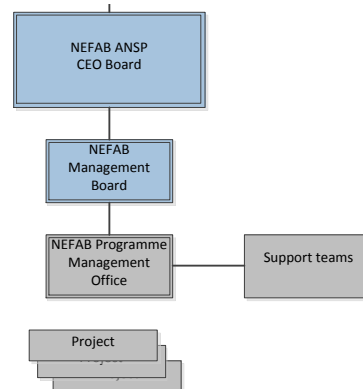 NEFAB ANSP
CEO Board
NEFAB
Management
Board
NEFAB Programme
Management
Office
Support teams
Project